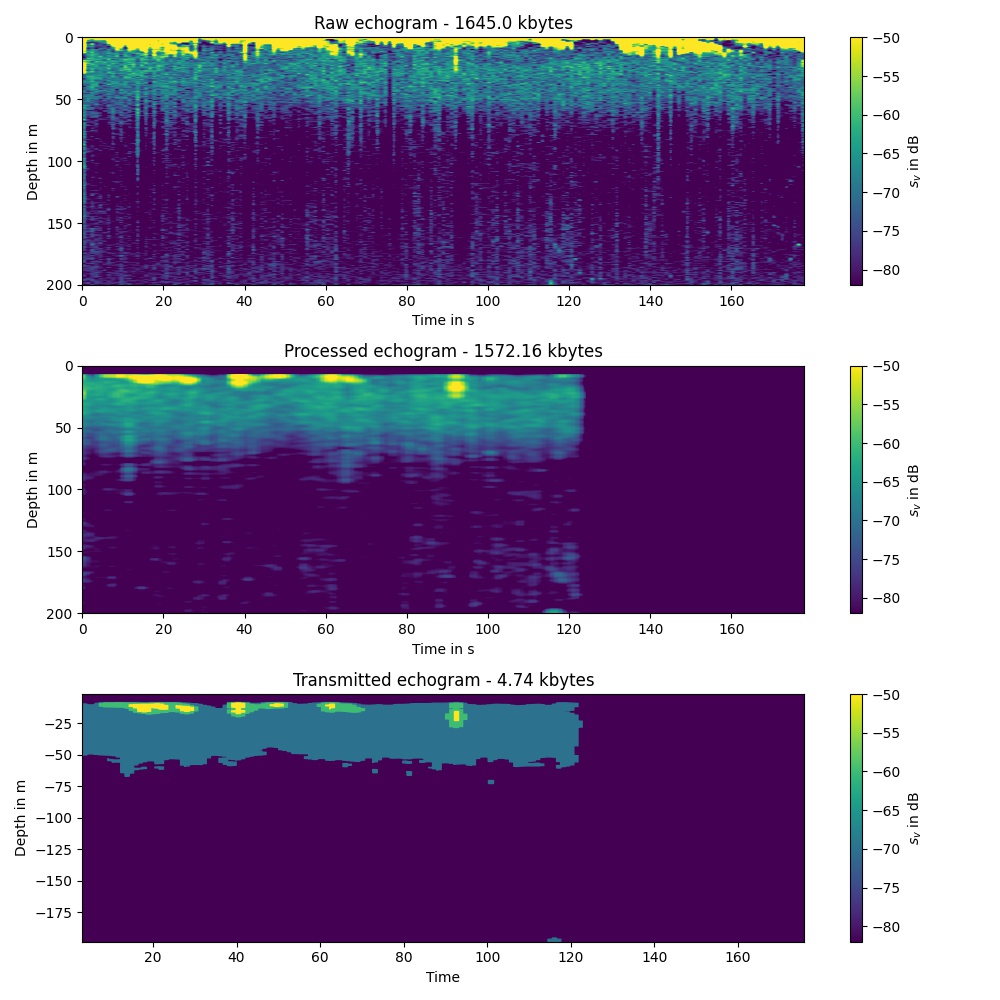 Raw echogram - 1645.0 kbytes
0
50
100
150
200
Depth in m
0 20 40 60 80 100 120 140 160
Time in s
−50
−55
−60
−65
−70
−75
−80
sv in dB
Processed echogram - 1572.16 kbytes
0
50
100
150
200
Depth in m
0 20 40 60 80 100 120 140 160
Time in s
−50
−55
−60
−65
−70
−75
−80
sv in dB
Transmitted echogram - 4.74 kbytes
−25
−50
−75
−100
−125
−150
−175
Depth in m
20 40 60 80 100 120 140 160
Time
−50
−55
−60
−65
−70
−75
−80
sv in dB